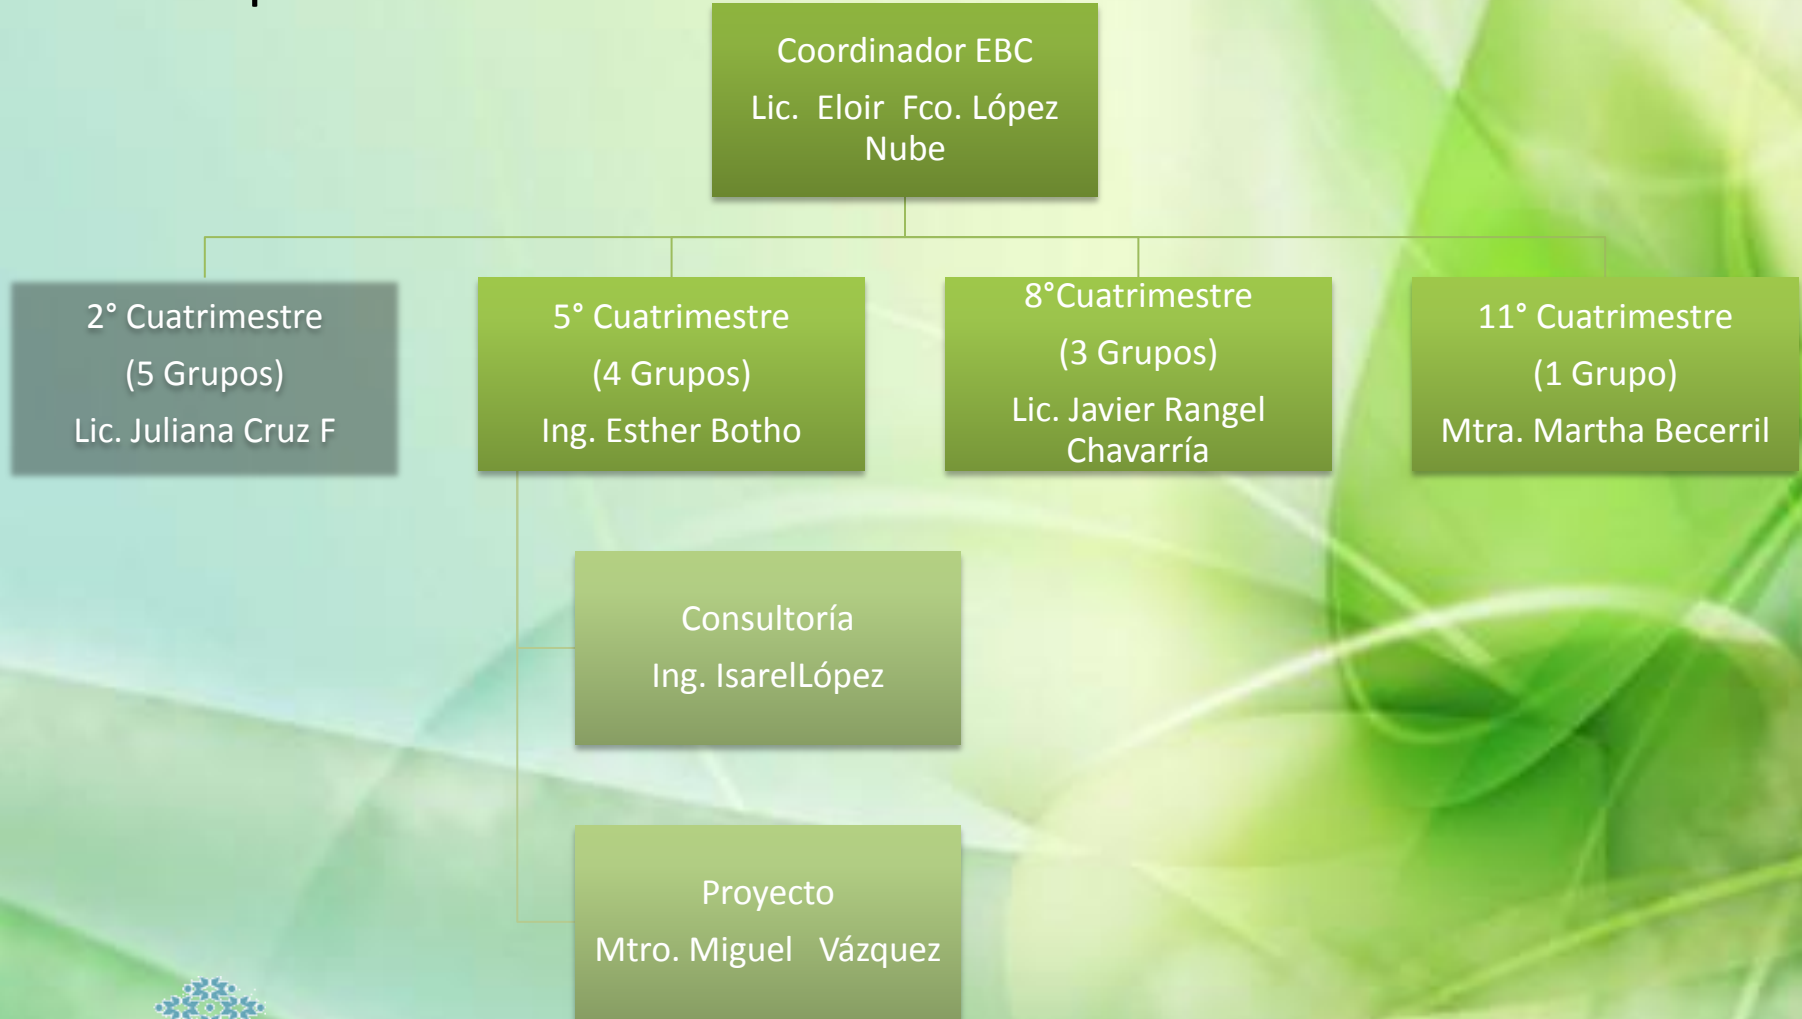 Coordinador EBC
Lic.  Eloir  Fco. López
Nube
2° Cuatrimestre
(5 Grupos)
Lic. Juliana Cruz F
5° Cuatrimestre
(4 Grupos)
Ing. Esther Botho
8°Cuatrimestre
(3 Grupos)
Lic. Javier Rangel
Chavarría
11° Cuatrimestre
(1 Grupo)
Mtra. Martha Becerril
Consultoría
Ing. IsarelLópez
Proyecto
Mtro. Miguel   Vázquez